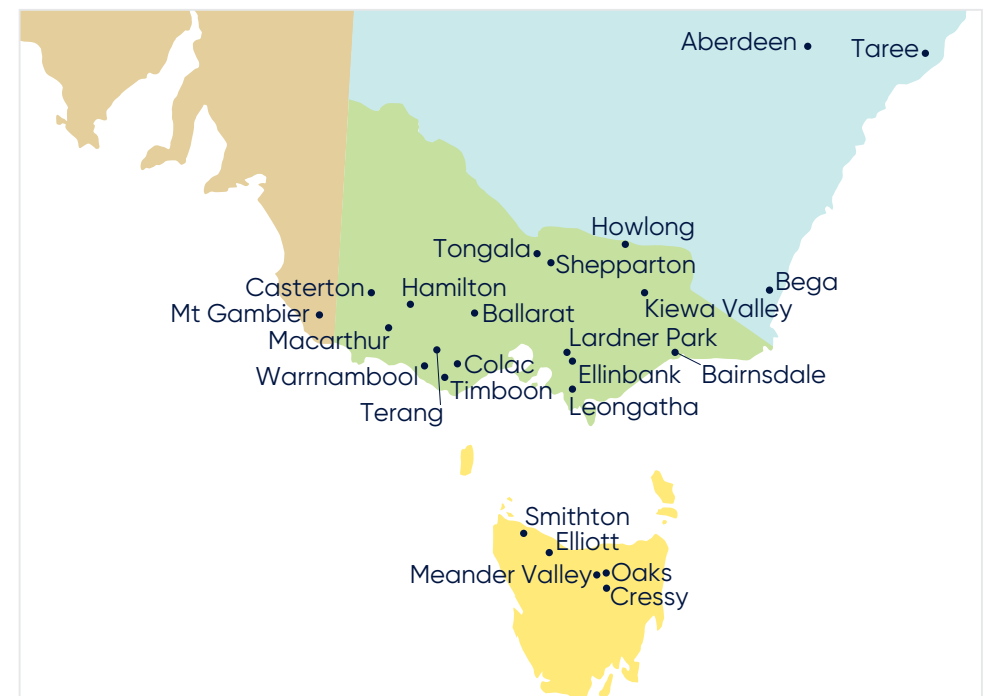 Aberdeen
Taree
Howlong
Tongala
Shepparton
Bega
Casterton
Hamilton
Kiewa Valley
Mt Gambier
Ballarat
Macarthur
Lardner Park
Colac
Warrnambool
Ellinbank
Bairnsdale
Timboon
Leongatha
Terang
Smithton
Elliott
Meander Valley
Oaks
Cressy